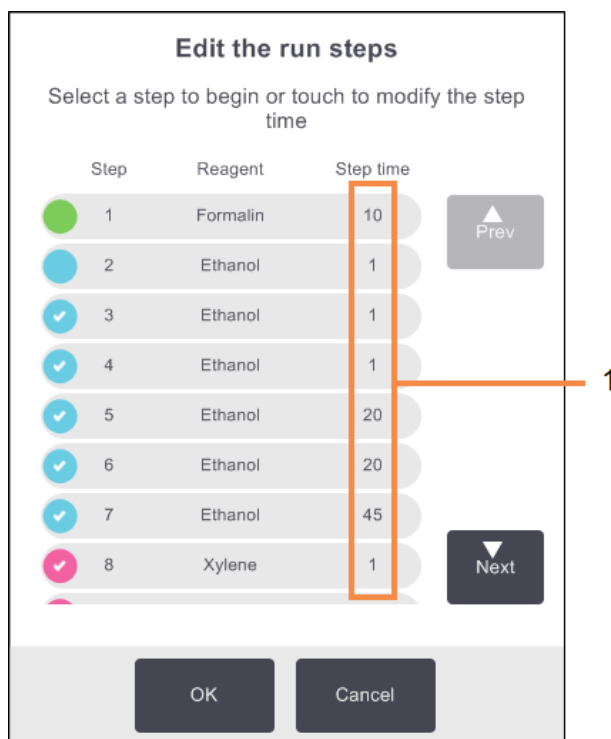 Edit the run steps
Select a step to begin or touch to modify the step
time
Step Reagent Step time
1 Formalin 10
Prev
2 Ethanol 1
3 Ethanol 1
4 Ethanol 1
1
5 Ethanol 20
6 Ethanol 20
7 Ethanol 45
8 Xylene 1
Next
OK Cancel